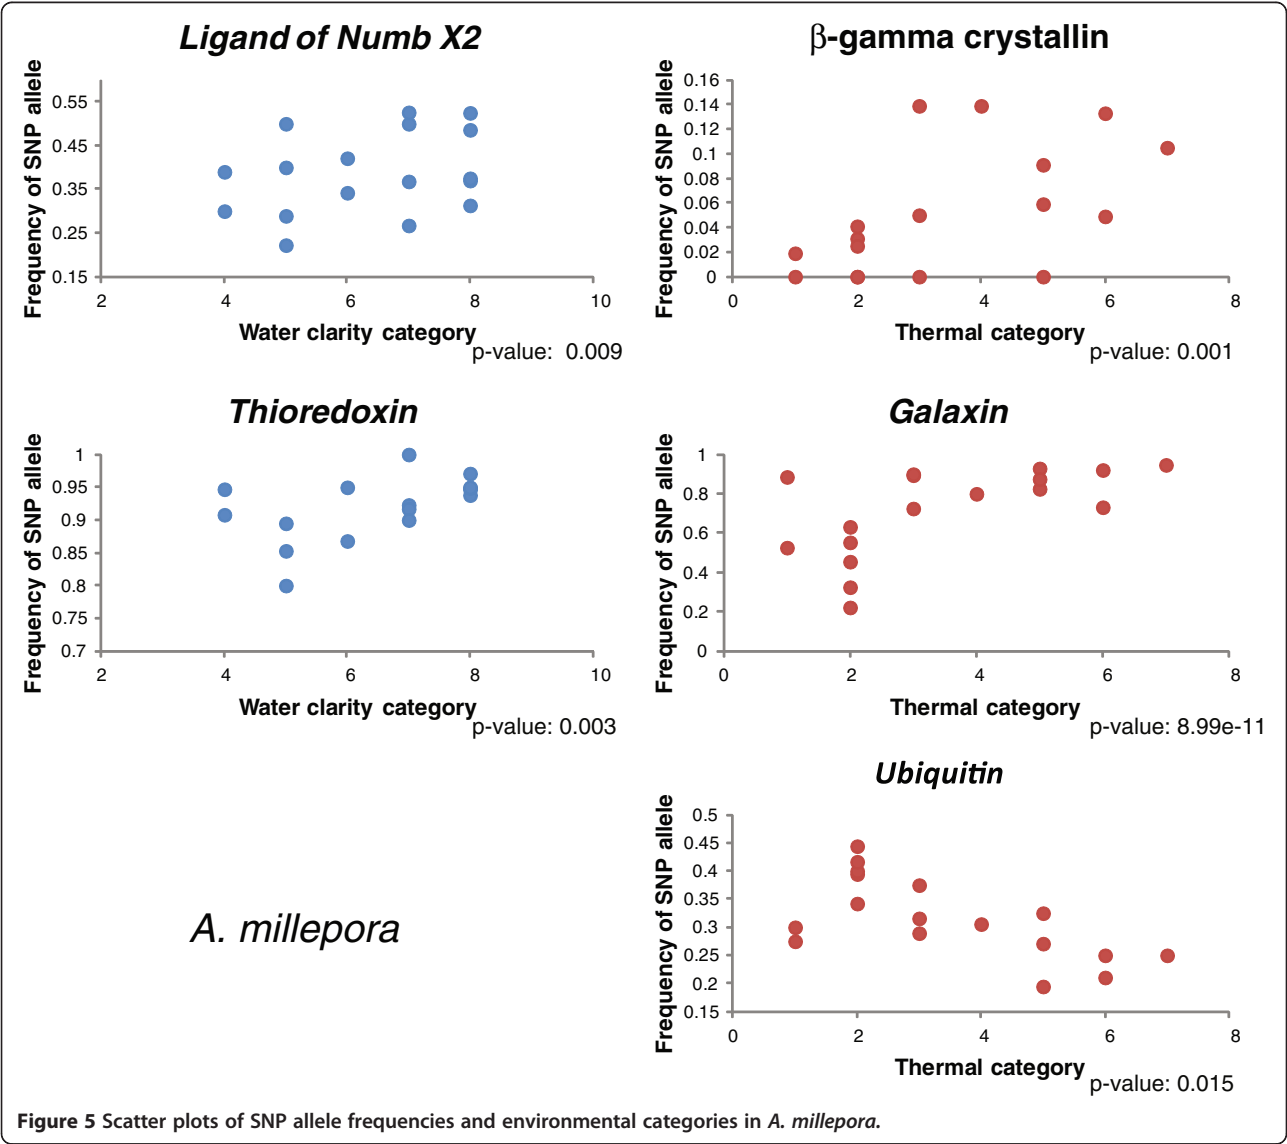 Ligand of Numb X2
Frequency of SNP allele
0.55
0.45
0.35
0.25
0.15
2 4 6 8 10
Water clarity category
p-value: 0.009
β-gamma crystallin
Frequency of SNP allele
0.16
0.14
0.12
0.1
0.08
0.06
0.04
0.02
0
0 2 4 6 8
Thermal category
p-value: 0.001
Thioredoxin
Frequency of SNP allele
1
0.95
0.9
0.85
0.8
0.75
0.7
2 4 6 8 10
Water clarity category
p-value: 0.003
Galaxin
Frequency of SNP allele
1
0.8
0.6
0.4
0.2
0
0 2 4 6 8
Thermal category
p-value: 8.99e-11
A. millepora
Ubiquitin
Frequency of SNP allele
0.5
0.45
0.4
0.35
0.3
0.25
0.2
0.15
0 2 4 6 8
Thermal category
p-value: 0.015
Figure 5 Scatter plots of SNP allele frequencies and environmental categories in A. millepora.